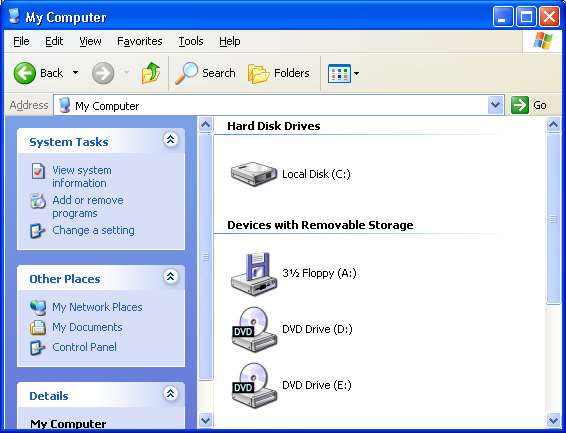 My Computer
File Edit View Favorites Tools Help
Back Search Folders
Address My Computer Go
System Tasks
View system
information
Add or remove
programs
Change a setting
Other Places
My Network Places
My Documents
Control Panel
Details
My Computer
Hard Disk Drives
Local Disk (C:)
Devices with Removable Storage
3½ Floppy (A:)
DVD
DVD Drive (D:)
DVD
DVD Drive (E:)